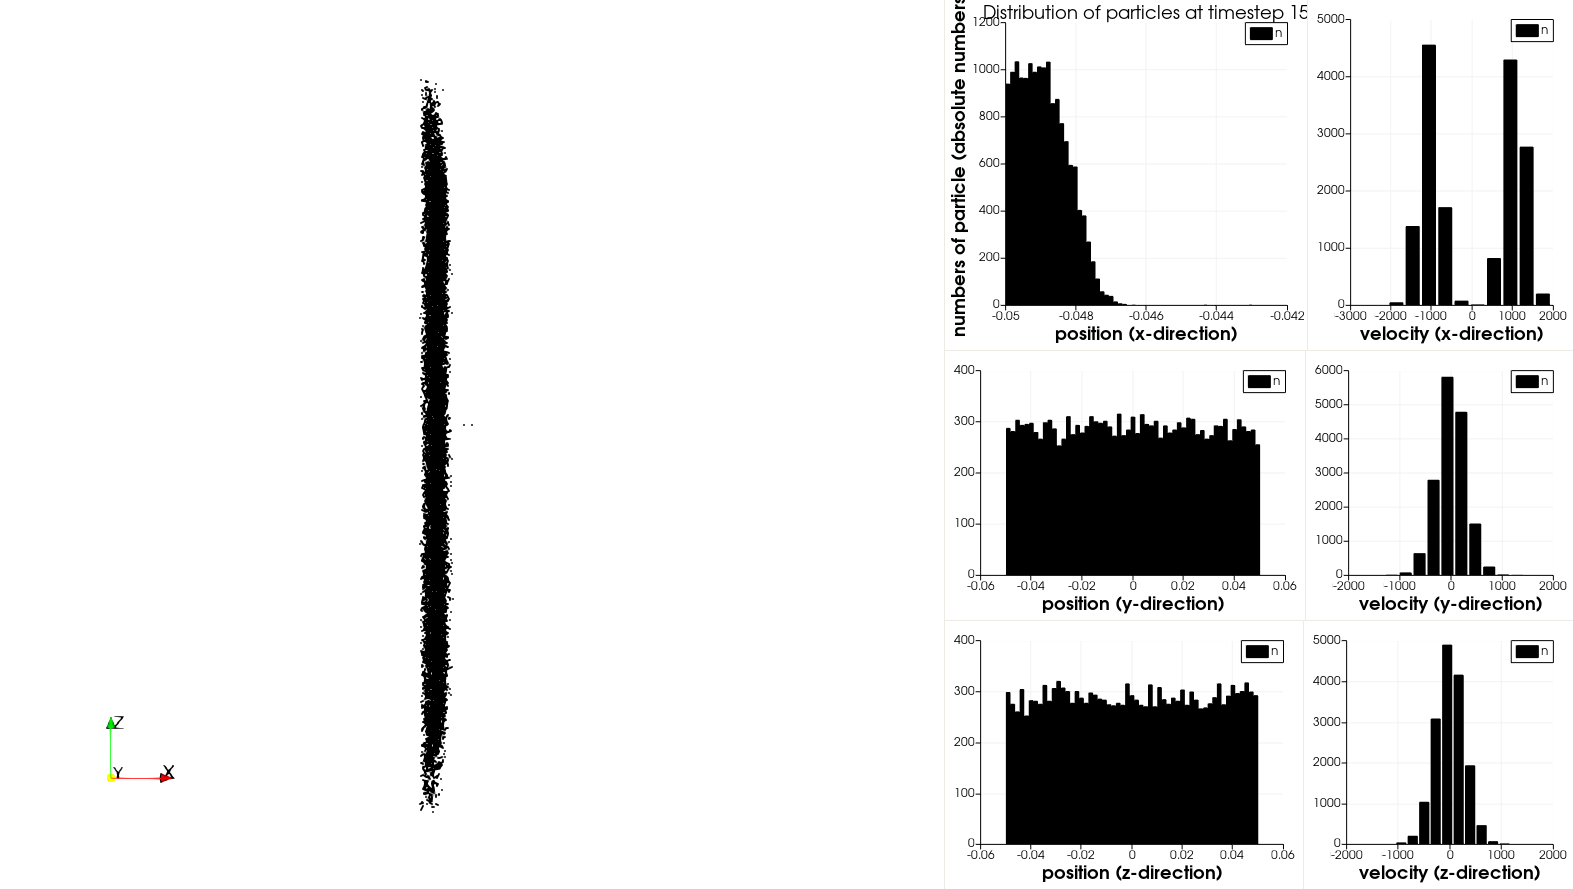 Distribution of particles at timestep 15
numbers of particle (absolute numbers
1200
1000
800
600
400
200
0
-0.05 -0.048 -0.046 -0.044 -0.042
position (x-direction)
n
5000
4000
3000
2000
1000
0
-3000 -2000 -1000 0 1000 2000
velocity (x-direction)
n
400
300
200
100
0
-0.06 -0.04 -0.02 0 0.02 0.04 0.06
position (y-direction)
n
6000
5000
4000
3000
2000
1000
0
-2000 -1000 0 1000 2000
velocity (y-direction)
n
400
300
200
100
0
-0.06 -0.04 -0.02 0 0.02 0.04 0.06
position (z-direction)
n
5000
4000
3000
2000
1000
0
-2000 -1000 0 1000 2000
velocity (z-direction)
n
Z
Y X